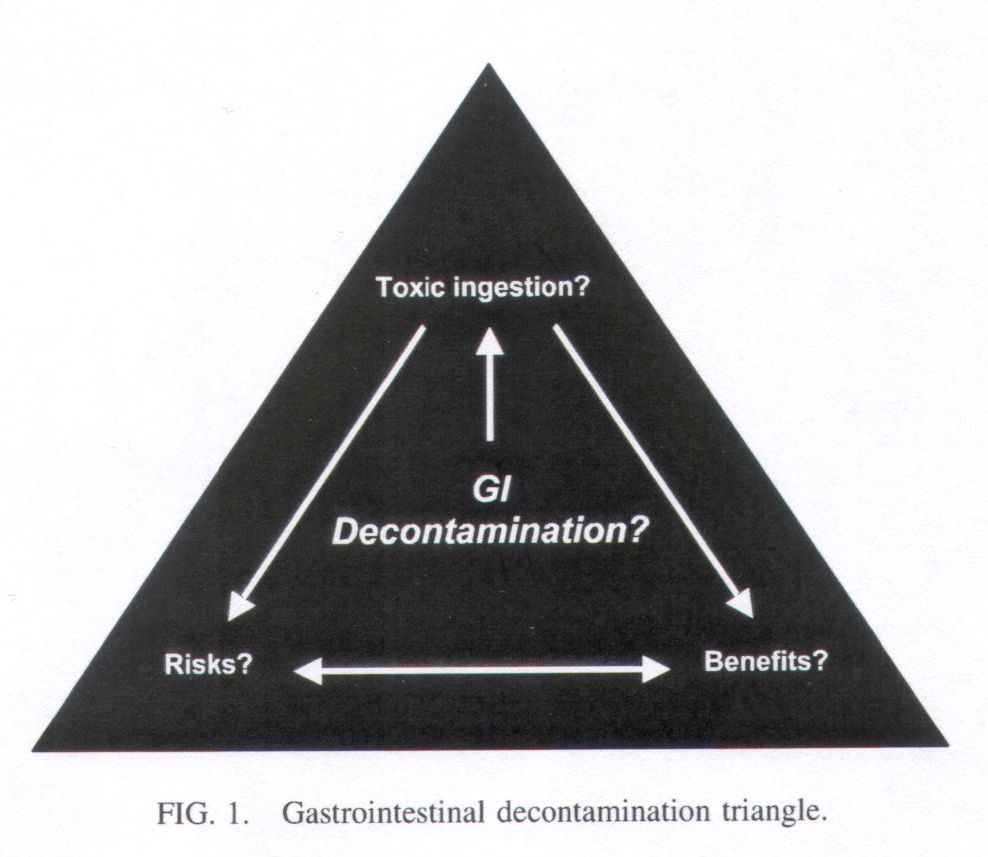 Toxic ingestion?
GI
Decontamination?
Risks?
Benefits?
FIG. 1. Gastrointestinal decontamination triangle.